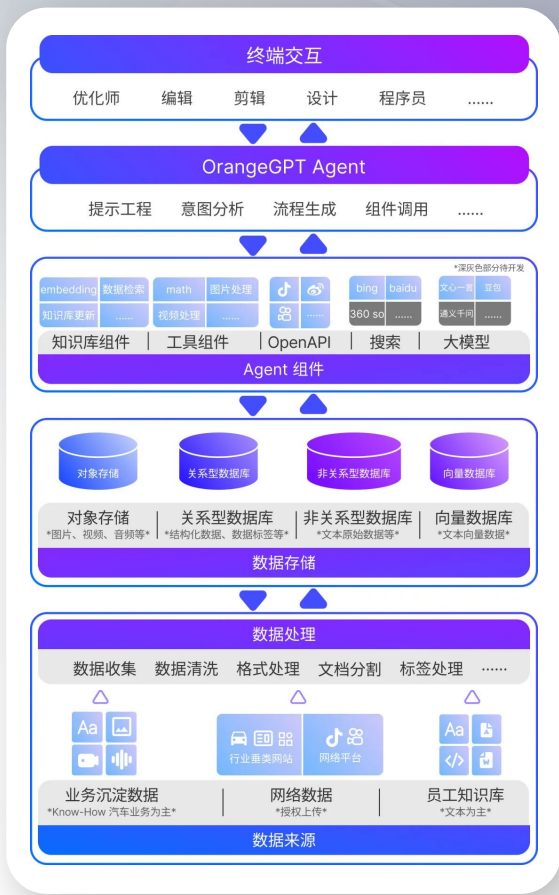 终端交互
优化师 编辑 剪辑 设计 程序员 ......
OrangeGPT Agent
提示工程 意图分析 流程生成 组件调用 ......
*深灰色部分待开发
embedding 数据检索 math 图片处理 bing baidu 文心一言 豆包
知识库更新 ...... 视频处理 ...... ...... 360 so ...... 通义千问 ......
知识库组件 | 工具组件 | OpenAPI | 搜索 | 大模型
Agent 组件
对象存储 关系型数据库 非关系型数据库 向量数据库
对象存储 | 关系型数据库 | 非关系型数据库 | 向量数据库
*图片、视频、音频等* *结构化数据、数据标签等* *文本原始数据等* *文本向量数据*
数据存储
数据处理
数据收集 数据清洗 格式处理 文档分割 标签处理 ......
Aa Aa A
行业垂类网站 网络平台 </> W
业务沉淀数据 | 网络数据 | 员工知识库
*Know-How 汽车业务为主* *授权上传* *文本为主*
数据来源